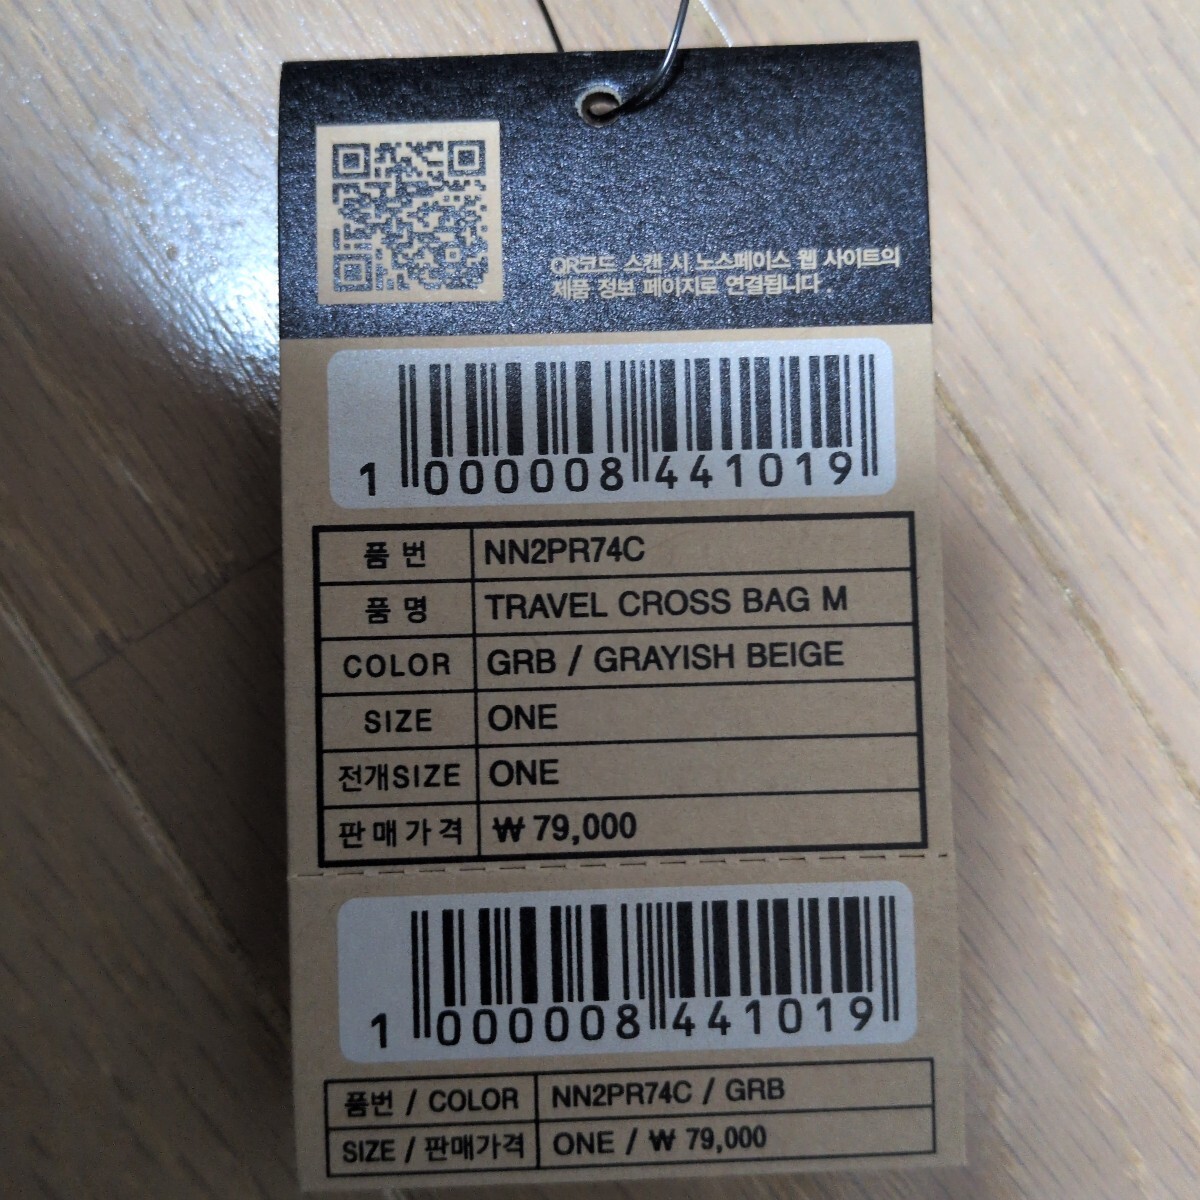 QR코드 스캔 시 노스페이스 웹 사이트의
제품 정보 페이지로 연결됩니다.
1 000008 441019
품번 NN2PR74C
품명 TRAVEL CROSS BAG M
COLOR GRB / GRAYISH BEIGE
SIZE ONE
전개SIZE ONE
판매가격 ₩ 79,000
1 000008 441019
품번 / COLOR NN2PR74C / GRB
SIZE / 판매가격 ONE / ₩ 79,000